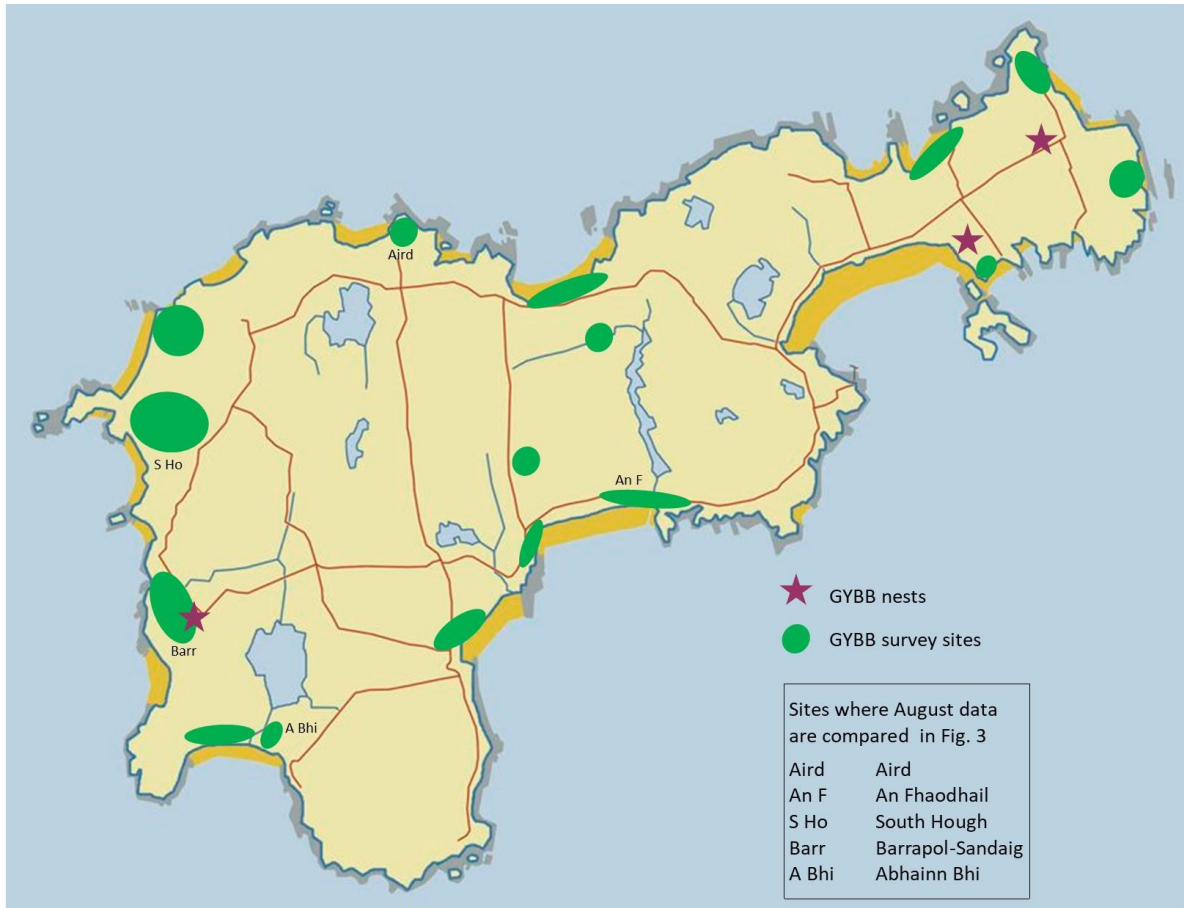 Aird
S Ho
An F
Barr
A Bhi
GYBB nests
GYBB survey sites
Sites where August data
are compared in Fig. 3
Aird Aird
An F An Fhaodhail
S Ho South Hough
Barr Barrapol-Sandaig
A Bhi Abhainn Bhi